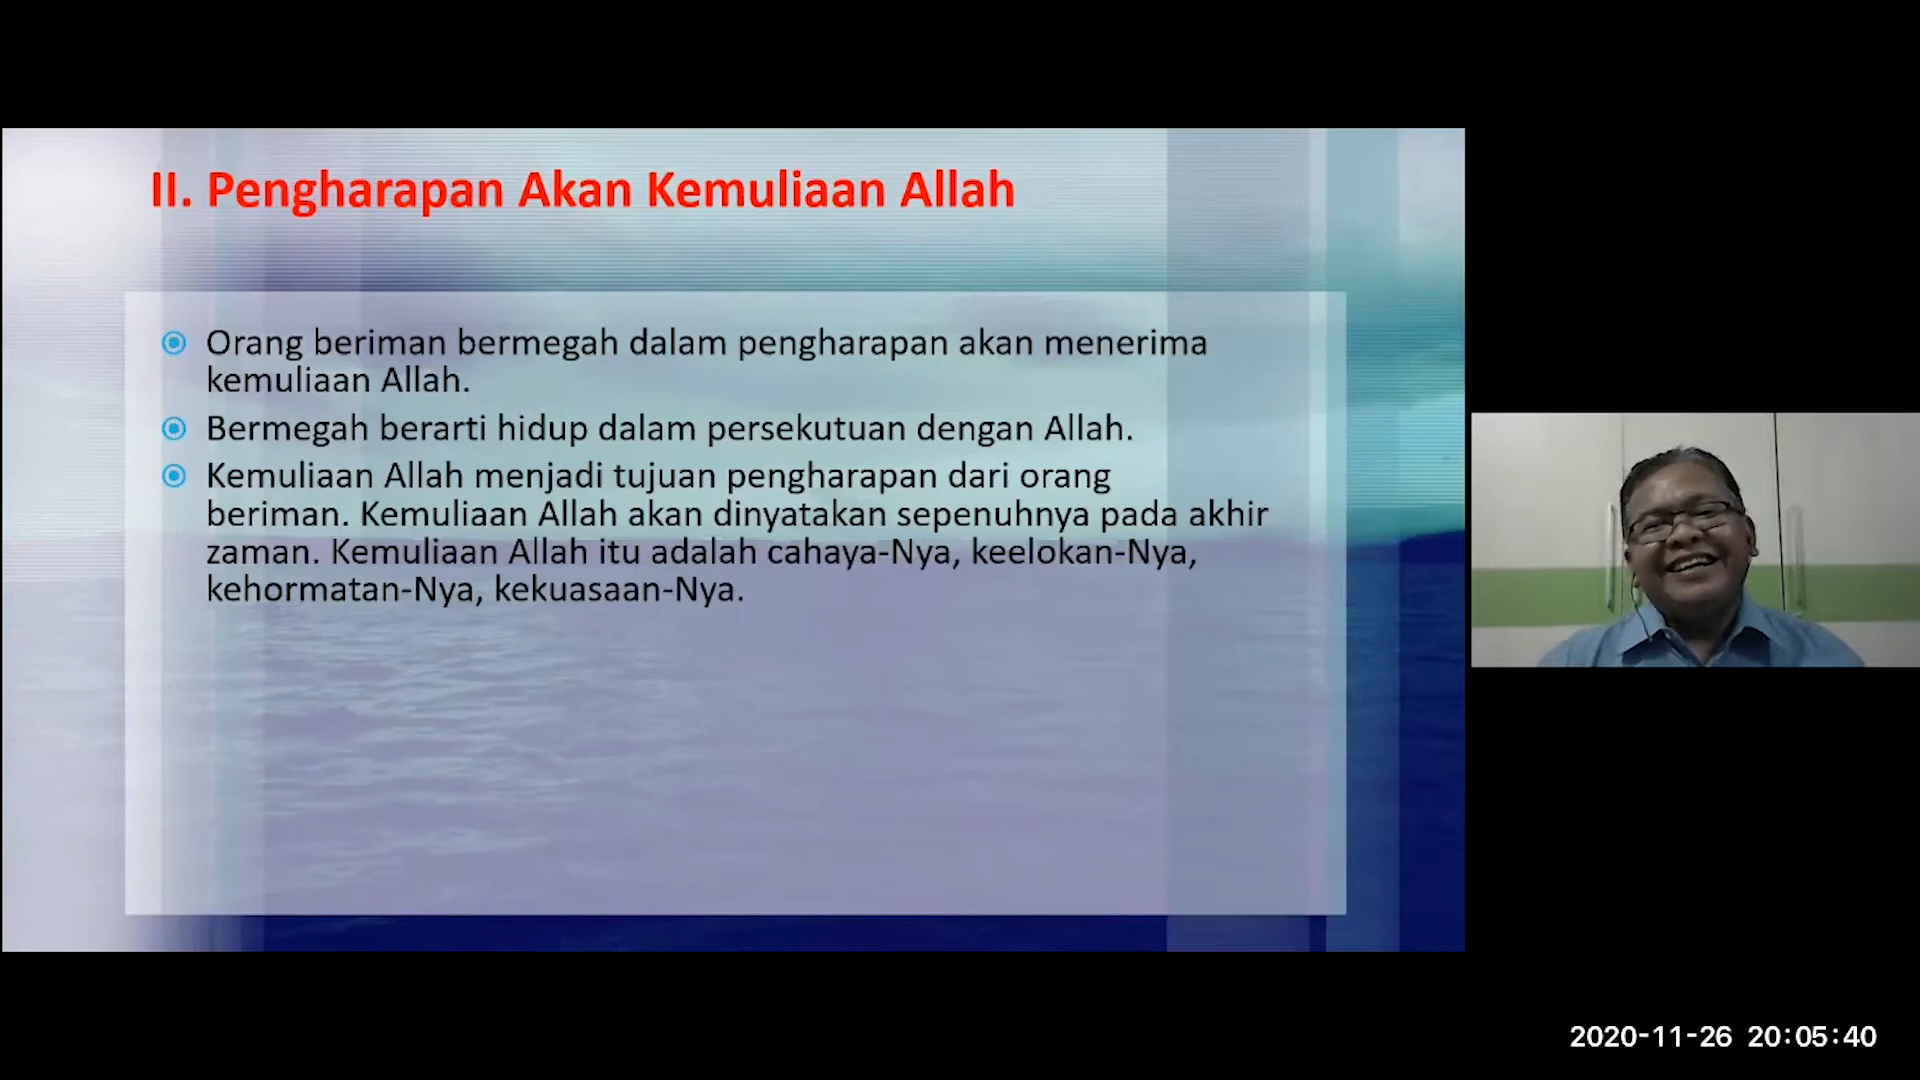 II. Pengharapan Akan Kemuliaan Allah
Orang beriman bermegah dalam pengharapan akan menerima
kemuliaan Allah.
Bermegah berarti hidup dalam persekutuan dengan Allah.
Kemuliaan Allah menjadi tujuan pengharapan dari orang
beriman. Kemuliaan Allah akan dinyatakan sepenuhnya pada akhir
zaman. Kemuliaan Allah itu adalah cahaya-Nya, keelokan-Nya,
kehormatan-Nya, kekuasaan-Nya.
2020-11-26 20:05:40